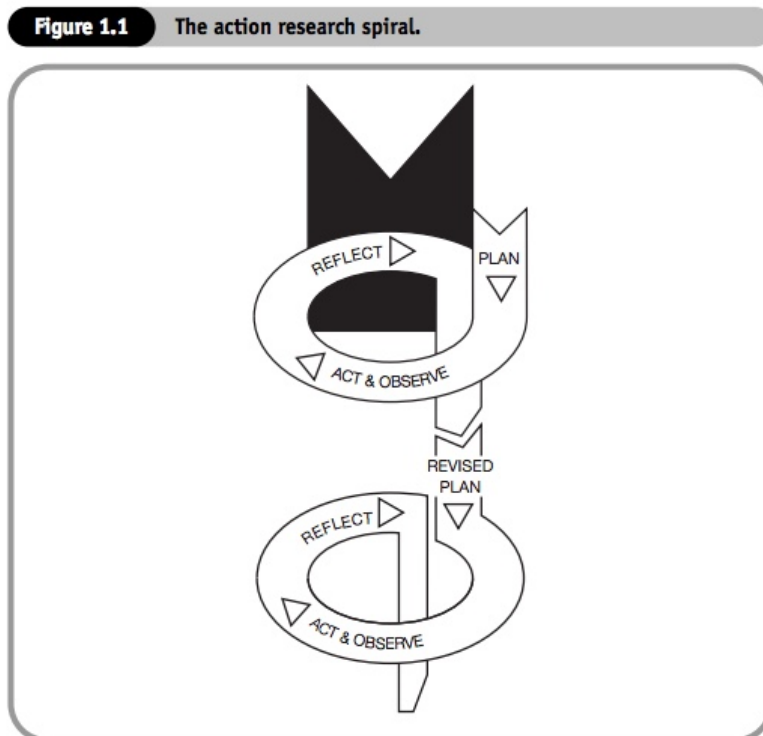 Figure 1.1 The action research spiral.
PLAN
REFLECT
ACT & OBSERVE
REVISED
PLAN
REFLECT
ACT & OBSERVE